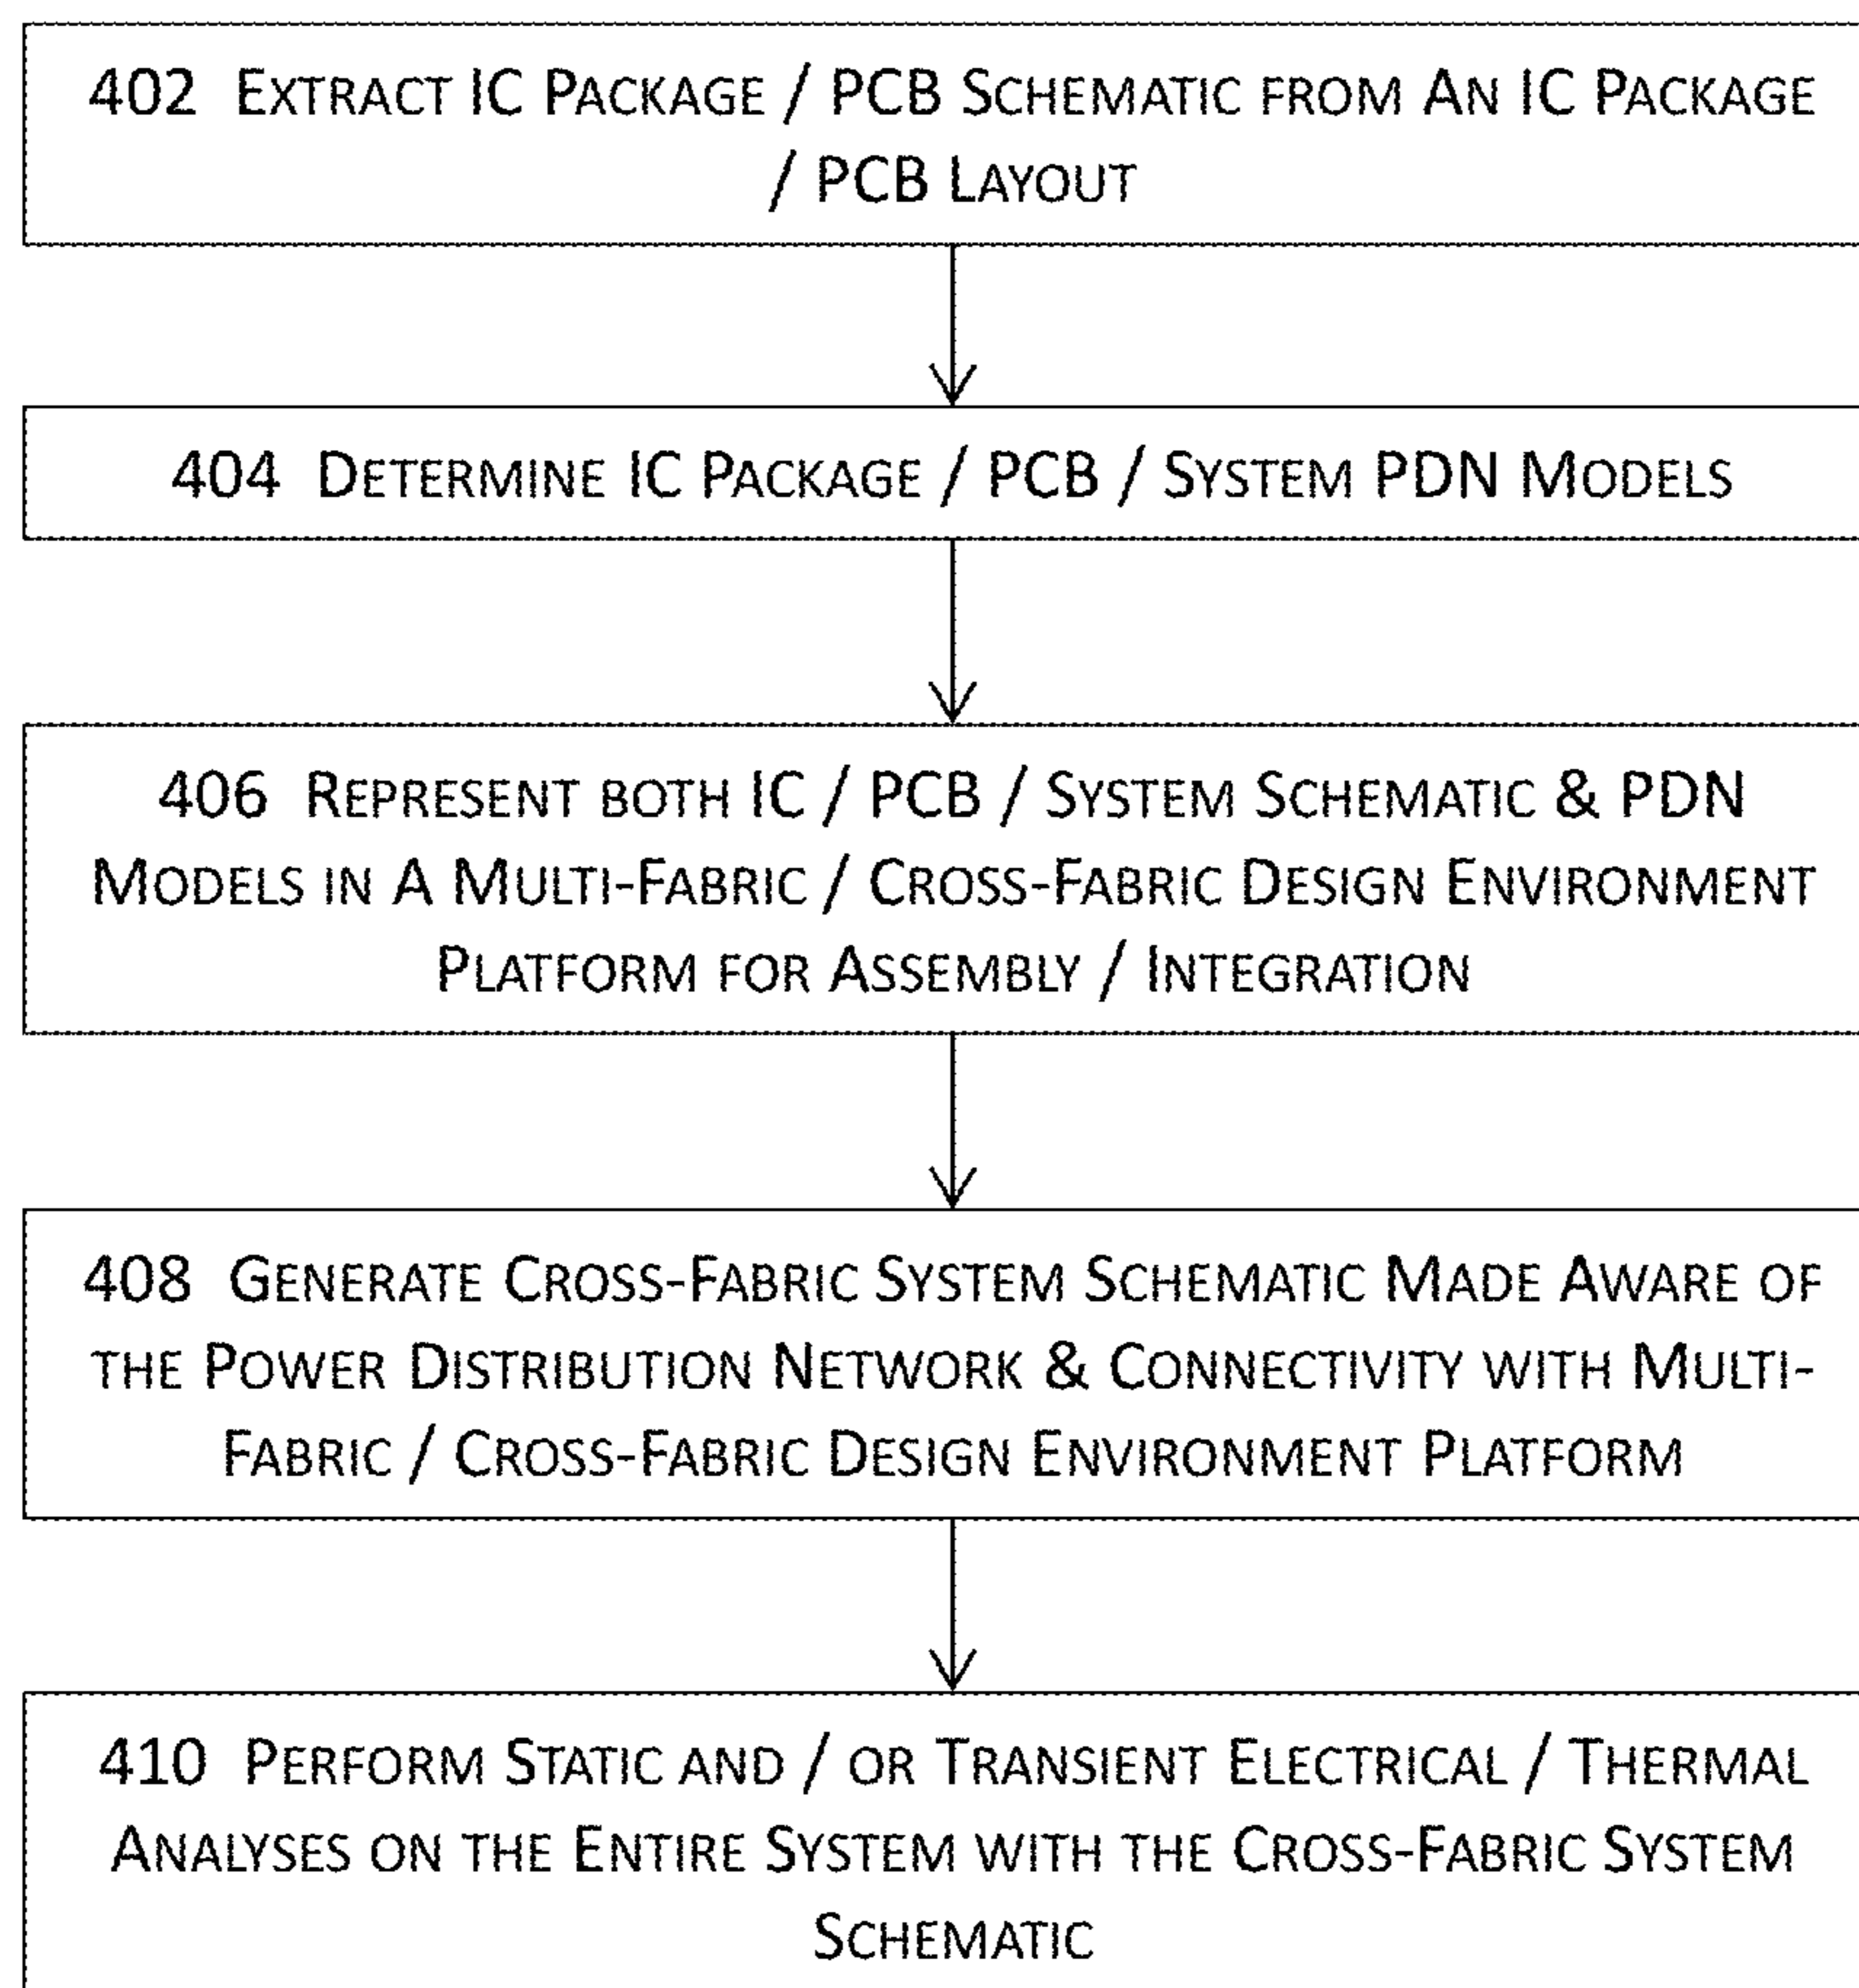 402 EXTRACT IC PACKAGE / PCB SCHEMATIC FROM AN IC PACKAGE
/ PCB LAYOUT
404 DETERMINE IC PACKAGE / PCB / SYSTEM PDN MODELS
406 REPRESENT BOTH IC / PCB / SYSTEM SCHEMATIC & PDN
MODELS IN A MULTI-FABRIC / CROSS-FABRIC DESIGN ENVIRONMENT
PLATFORM FOR ASSEMBLY / INTEGRATION
408 GENERATE CROSS-FABRIC SYSTEM SCHEMATIC MADE AWARE OF
THE POWER DISTRIBUTION NETWORK & CONNECTIVITY WITH MULTI-
FABRIC / CROSS-FABRIC DESIGN ENVIRONMENT PLATFORM
410 PERFORM STATIC AND / OR TRANSIENT ELECTRICAL / THERMAL
ANALYSES ON THE ENTIRE SYSTEM WITH THE CROSS-FABRIC SYSTEM
SCHEMATIC